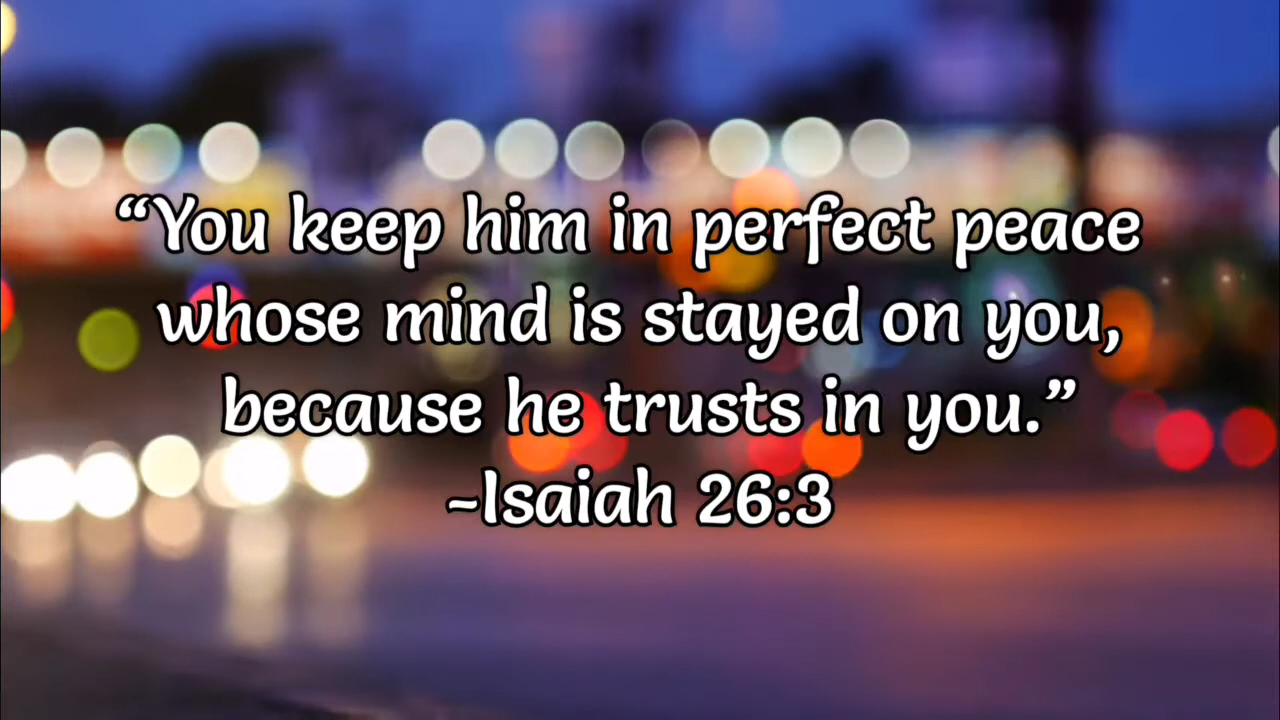 “You keep him in perfect peace
whose mind is stayed on you,
because he trusts in you.”
~Isaiah 26:3